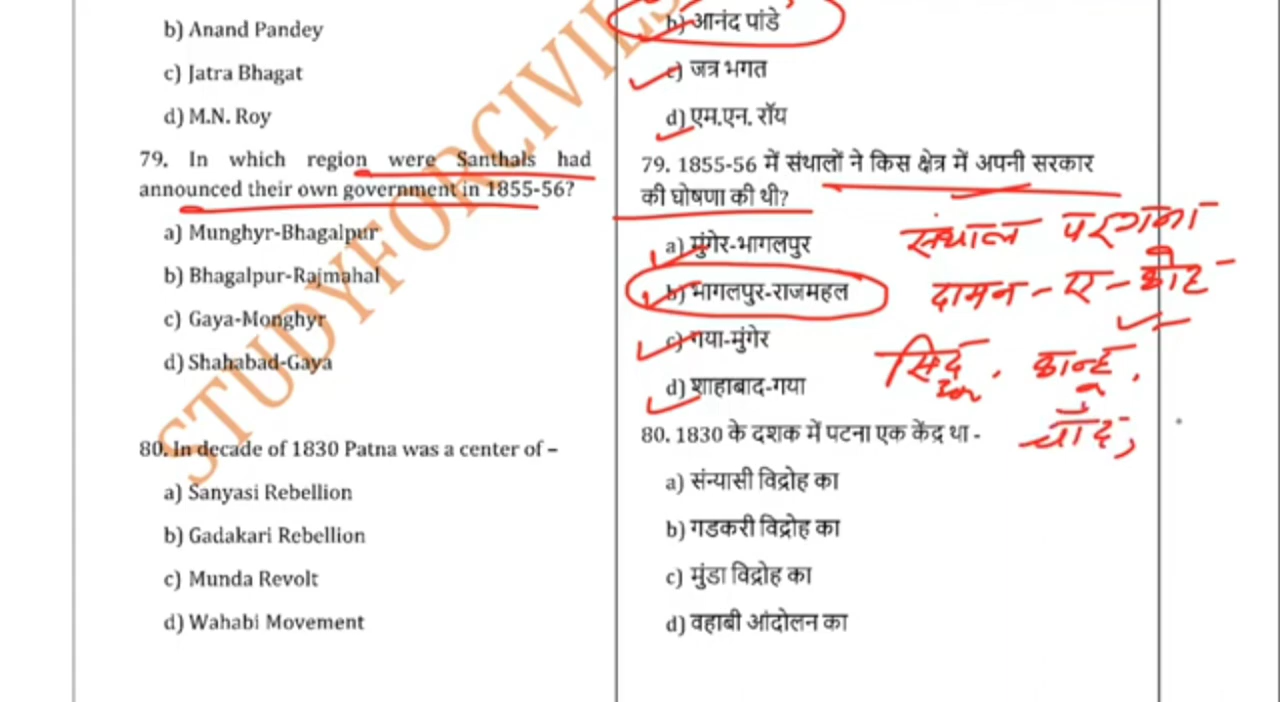 b) Anand Pandey
c) Jatra Bhagat
d) M.N. Roy
79. In which region were Santhals had
announced their own government in 1855-56?
a) Munghyr-Bhagalpur
b) Bhagalpur-Rajmahal
c) Gaya-Monghyr
d) Shahabad-Gaya
80. In decade of 1830 Patna was a center of –
a) Sanyasi Rebellion
b) Gadakari Rebellion
c) Munda Revolt
d) Wahabi Movement
STUDYFORCIVILS
b) आनंद पांडे
c) जत्र भगत
d) एम.एन. रॉय
79. 1855-56 में संथालों ने किस क्षेत्र में अपनी सरकार
की घोषणा की थी?
a) मुंगेर-भागलपुर
b) भागलपुर-राजमहल
c) गया-मुंगेर
d) शाहाबाद-गया
80. 1830 के दशक में पटना एक केंद्र था -
a) संन्यासी विद्रोह का
b) गडकरी विद्रोह का
c) मुंडा विद्रोह का
d) वहाबी आंदोलन का
संथाल परगना
दामन-ए-कोह
सिद्धू, कान्हू,
चाँद,